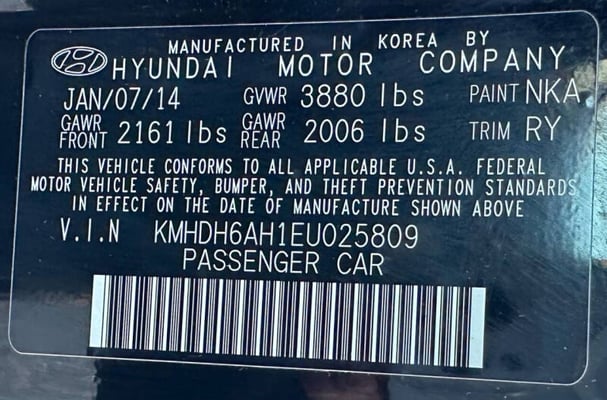 MANUFACTURED IN KOREA BY
HYUNDAI MOTOR COMPANY
JAN/07/14 GVWR 3880 lbs PAINT NKA
GAWR FRONT 2161 lbs GAWR REAR 2006 lbs TRIM RY
THIS VEHICLE CONFORMS TO ALL APPLICABLE U.S.A. FEDERAL
MOTOR VEHICLE SAFETY, BUMPER, AND THEFT PREVENTION STANDARDS
IN EFFECT ON THE DATE OF MANUFACTURE SHOWN ABOVE
V.I.N KMHDH6AH1EU025809
PASSENGER CAR